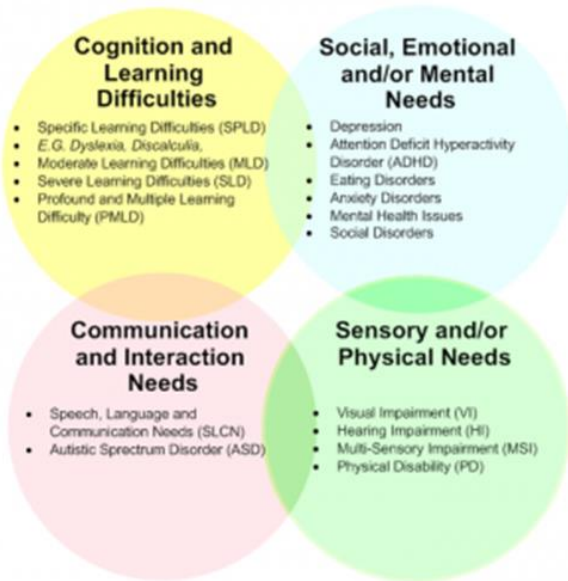 Cognition and
Learning
Difficulties
• Specific Learning Difficulties (SPLD)
• E.G. Dyslexia, Discalculia,
• Moderate Learning Difficulties (MLD)
• Severe Learning Difficulties (SLD)
• Profound and Multiple Learning
Difficulty (PMLD)
Social, Emotional
and/or Mental
Needs
• Depression
• Attention Deficit Hyperactivity
Disorder (ADHD)
• Eating Disorders
• Anxiety Disorders
• Mental Health Issues
• Social Disorders
Communication
and Interaction
Needs
• Speech, Language and
Communication Needs (SLCN)
• Autistic Spectrum Disorder (ASD)
Sensory and/or
Physical Needs
• Visual Impairment (VI)
• Hearing Impairment (HI)
• Multi-Sensory Impairment (MSI)
• Physical Disability (PD)